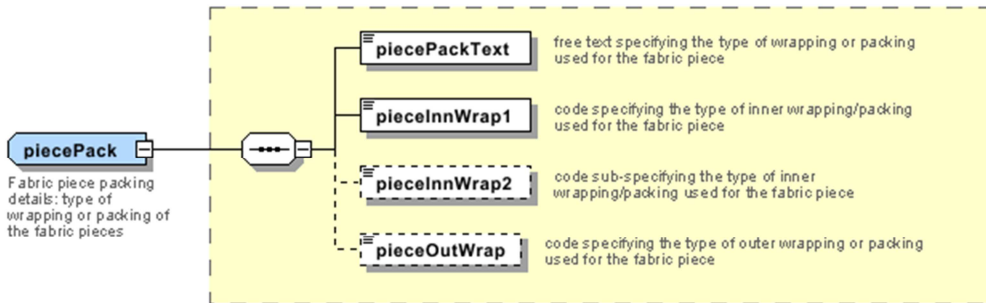 piecePackText
free text specifying the type of wrapping or packing
used for the fabric piece
pieceInnWrap1
code specifying the type of inner wrapping/packing
used for the fabric piece
piecePack
Fabric piece packing
details: type of
wrapping or packing of
the fabric pieces
pieceInnWrap2
code sub-specifying the type of inner
wrapping/packing used for the fabric piece
pieceOutWrap
code specifying the type of outer wrapping or packing
used for the fabric piece